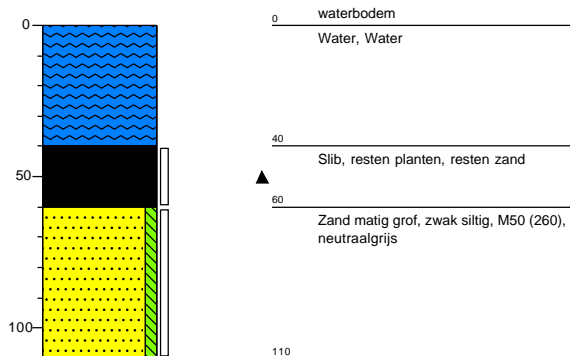 waterbodem
0
0
Water, Water
40
Slib, resten planten, resten zand
50
60
Zand matig grof, zwak siltig, M50 (260),
neutraalgrijs
100
110